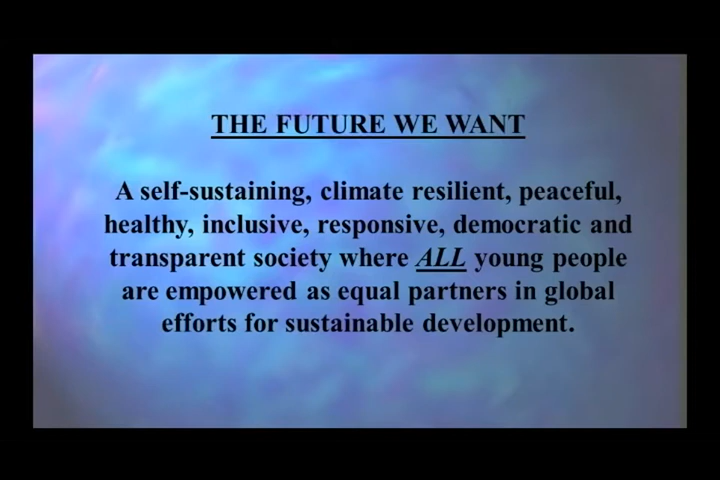 THE FUTURE WE WANT
A self-sustaining, climate resilient, peaceful,
healthy, inclusive, responsive, democratic and
transparent society where ALL young people
are empowered as equal partners in global
efforts for sustainable development.